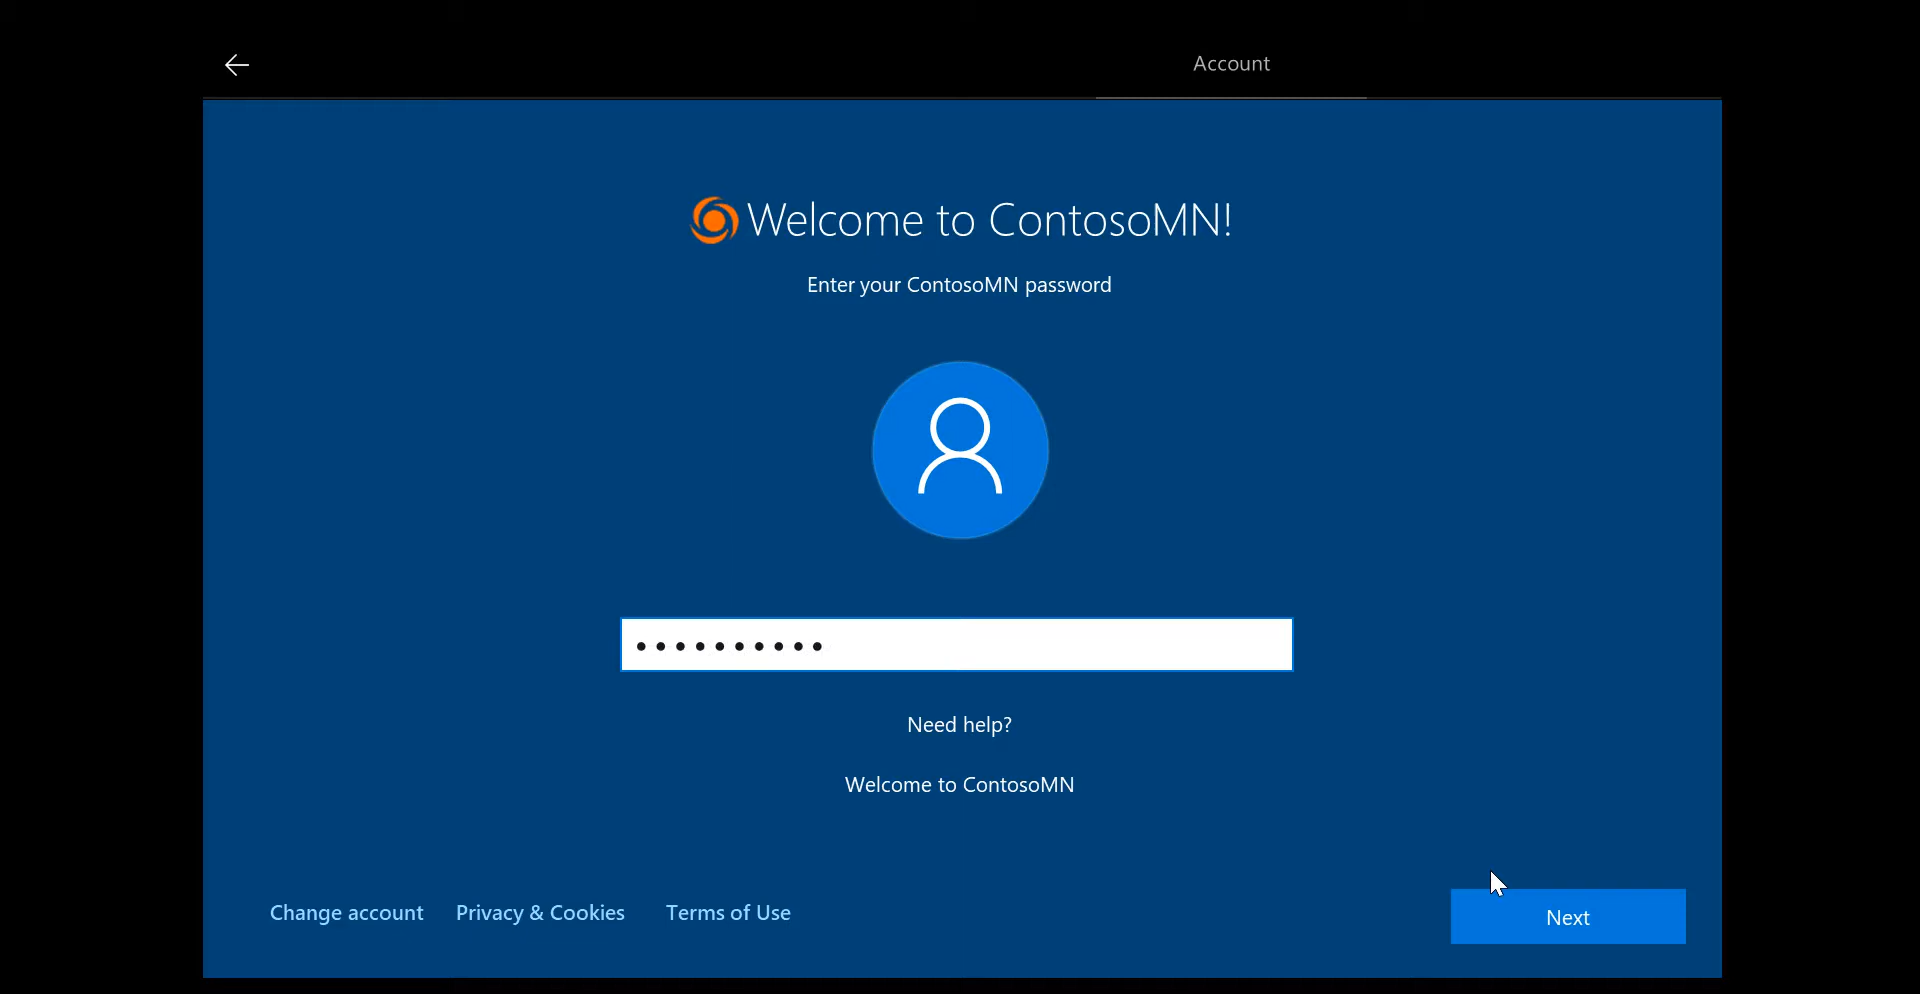 Account
Welcome to ContosoMN!
Enter your ContosoMN password
Need help?
Welcome to ContosoMN
Change account Privacy & Cookies Terms of Use
Next